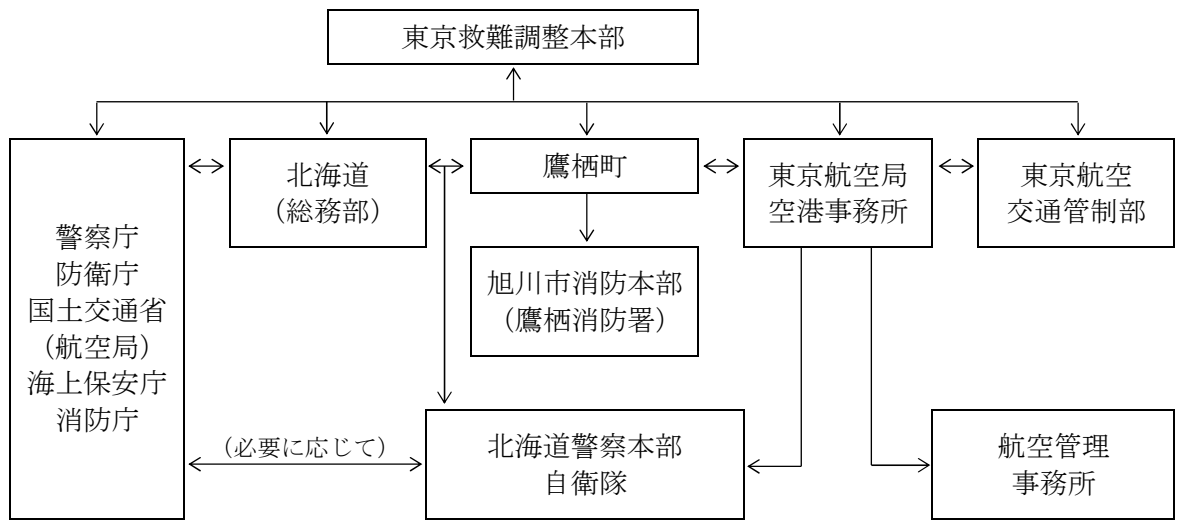 東京救難調整本部
警察庁
防衛庁
国土交通省
（航空局）
海上保安庁
消防庁
北海道
（総務部）
鷹栖町
東京航空局
空港事務所
東京航空
交通管制部
旭川市消防本部
（鷹栖消防署）
（必要に応じて）
北海道警察本部
自衛隊
航空管理
事務所